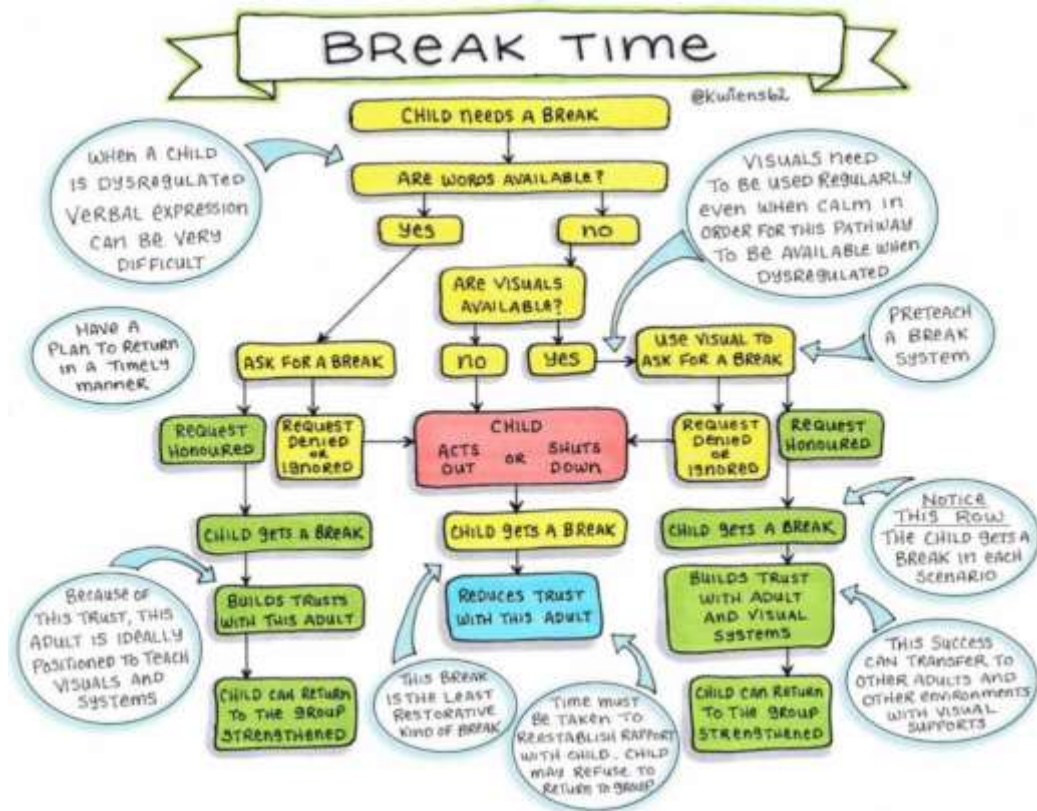 BREAK TIME
@kwiens62
CHILD NEEDS A BREAK
WHEN A CHILD
IS DYSREGULATED
VERBAL EXPRESSION
CAN BE VERY
DIFFICULT
ARE WORDS AVAILABLE?
VISUALS NEED
TO BE USED REGULARLY
EVEN WHEN CALM IN
ORDER FOR THIS PATHWAY
TO BE AVAILABLE WHEN
DYSREGULATED
yes
no
ARE VISUALS
AVAILABLE?
HAVE A
PLAN TO RETURN
IN A TIMELY
MANNER
ASK FOR A BREAK
no
yes
USE VISUAL TO
ASK FOR A BREAK
PRETEACH
A BREAK
SYSTEM
REQUEST
HONOURED
REQUEST
DENIED
OR
IGNORED
CHILD
ACTS OUT OR SHUTS DOWN
REQUEST
DENIED
OR
IGNORED
REQUEST
HONOURED
CHILD GETS A BREAK
CHILD GETS A BREAK
CHILD GETS A BREAK
NOTICE
THIS ROW
THE CHILD GETS A
BREAK IN EACH
SCENARIO
BECAUSE OF
THIS TRUST, THIS
ADULT IS IDEALLY
POSITIONED TO TEACH
VISUALS AND
SYSTEMS
BUILDS TRUSTS
WITH THIS ADULT
REDUCES TRUST
WITH THIS ADULT
BUILDS TRUST
WITH ADULT
AND VISUAL
SYSTEMS
THIS BREAK
IS THE LEAST
RESTORATIVE
KIND OF BREAK
TIME MUST
BE TAKEN TO
REESTABLISH RAPPORT
WITH CHILD. CHILD
MAY REFUSE TO
RETURN TO GROUP
THIS SUCCESS
CAN TRANSFER TO
OTHER ADULTS AND
OTHER ENVIRONMENTS
WITH VISUAL
SUPPORTS
CHILD CAN RETURN
TO THE GROUP
STRENGTHENED
CHILD CAN RETURN
TO THE GROUP
STRENGTHENED